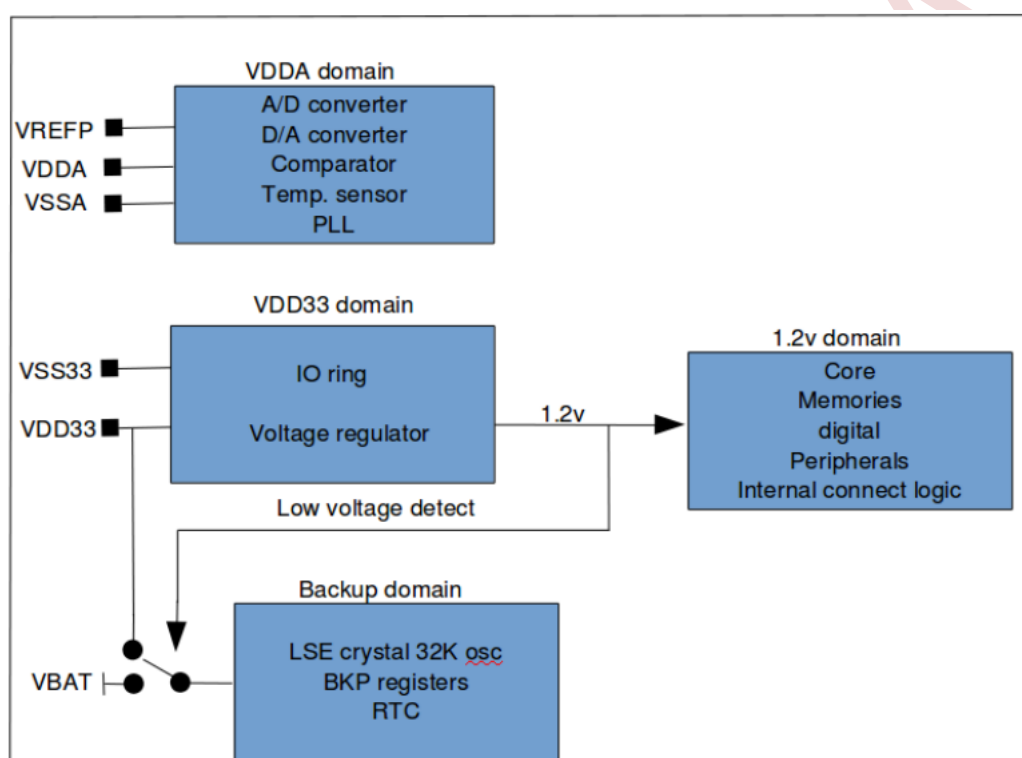 VDDA domain
A/D converter
VREFP
D/A converter
VDDA
Comparator
VSSA
Temp. sensor
PLL
VDD33 domain
1.2v domain
VSS33
IO ring
Core
Memories
VDD33
Voltage regulator
1.2v
digital
Peripherals
Internal connect logic
Low voltage detect
Backup domain
LSE crystal 32K osc
VBAT
BKP registers
RTC